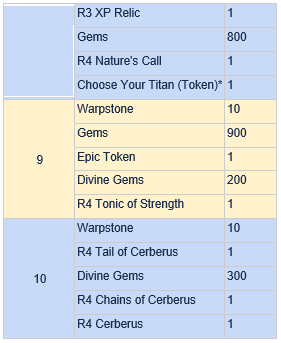 R3 XP Relic 1
Gems 800
R4 Nature's Call 1
Choose Your Titan (Token)* 1
Warpstone 10
Gems 900
9 Epic Token 1
Divine Gems 200
R4 Tonic of Strength 1
Warpstone 10
R4 Tail of Cerberus 1
10 Divine Gems 300
R4 Chains of Cerberus 1
R4 Cerberus 1